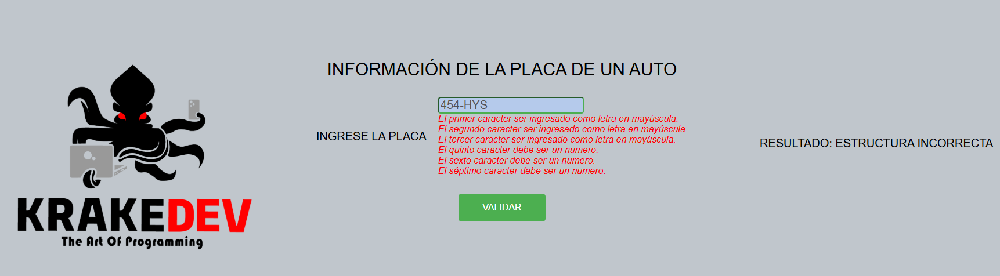 INFORMACIÓN DE LA PLACA DE UN AUTO
454-HYS
El primer caracter ser ingresado como letra en mayúscula.
El segundo caracter ser ingresado como letra en mayúscula.
INGRESE LA PLACA
El tercer caracter ser ingresado como letra en mayúscula.
El quinto caracter debe ser un numero.
El sexto caracter debe ser un numero.
El séptimo caracter debe ser un numero.
RESULTADO: ESTRUCTURA INCORRECTA
VALIDAR
KRAKEDEV
The Art Of Programming